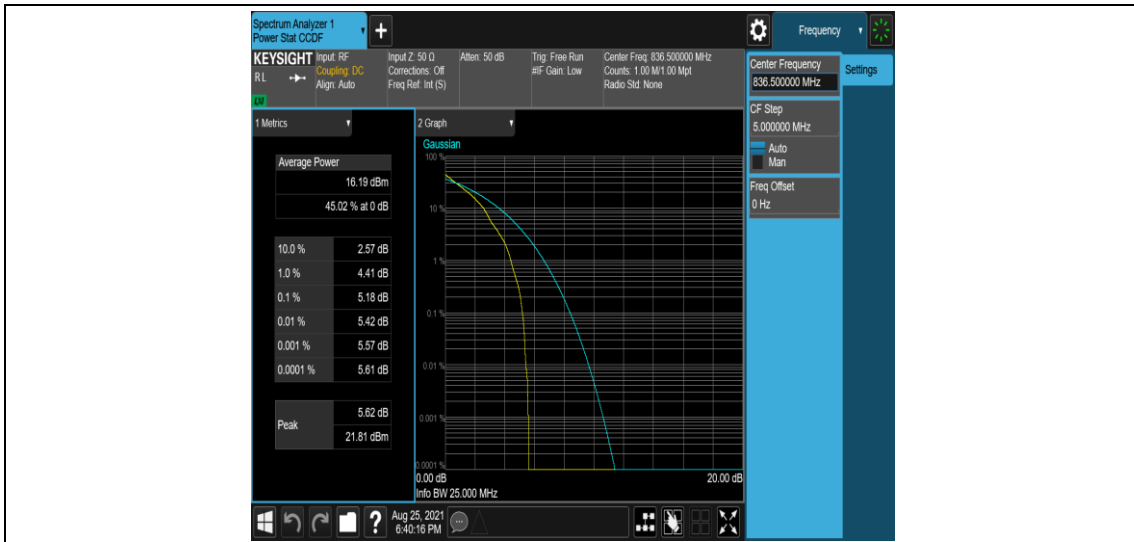 Spectrum Analyzer 1
Power Stat CCDF
Frequency
KEYSIGHT
Input: RF
Coupling: DC
Align: Auto
RL
LXI
Input Z: 50 Ω
Corrections: Off
Freq Ref: Int (S)
Atten: 50 dB
Trig: Free Run
#IF Gain: Low
Center Freq: 836.500000 MHz
Counts: 1.00 M/1.00 Mpt
Radio Std: None
Center Frequency
836.500000 MHz
Settings
CF Step
5.000000 MHz
Auto
Man
Freq Offset
0 Hz
1 Metrics
Average Power
16.19 dBm
45.02 % at 0 dB
10.0 % 2.57 dB
1.0 % 4.41 dB
0.1 % 5.18 dB
0.01 % 5.42 dB
0.001 % 5.57 dB
0.0001 % 5.61 dB
Peak 5.62 dB
21.81 dBm
2 Graph
Gaussian
100 %
10 %
1 %
0.1 %
0.01 %
0.001 %
0.0001 %
0.00 dB 20.00 dB
Info BW 25.000 MHz
? Aug 25, 2021
6:40:16 PM